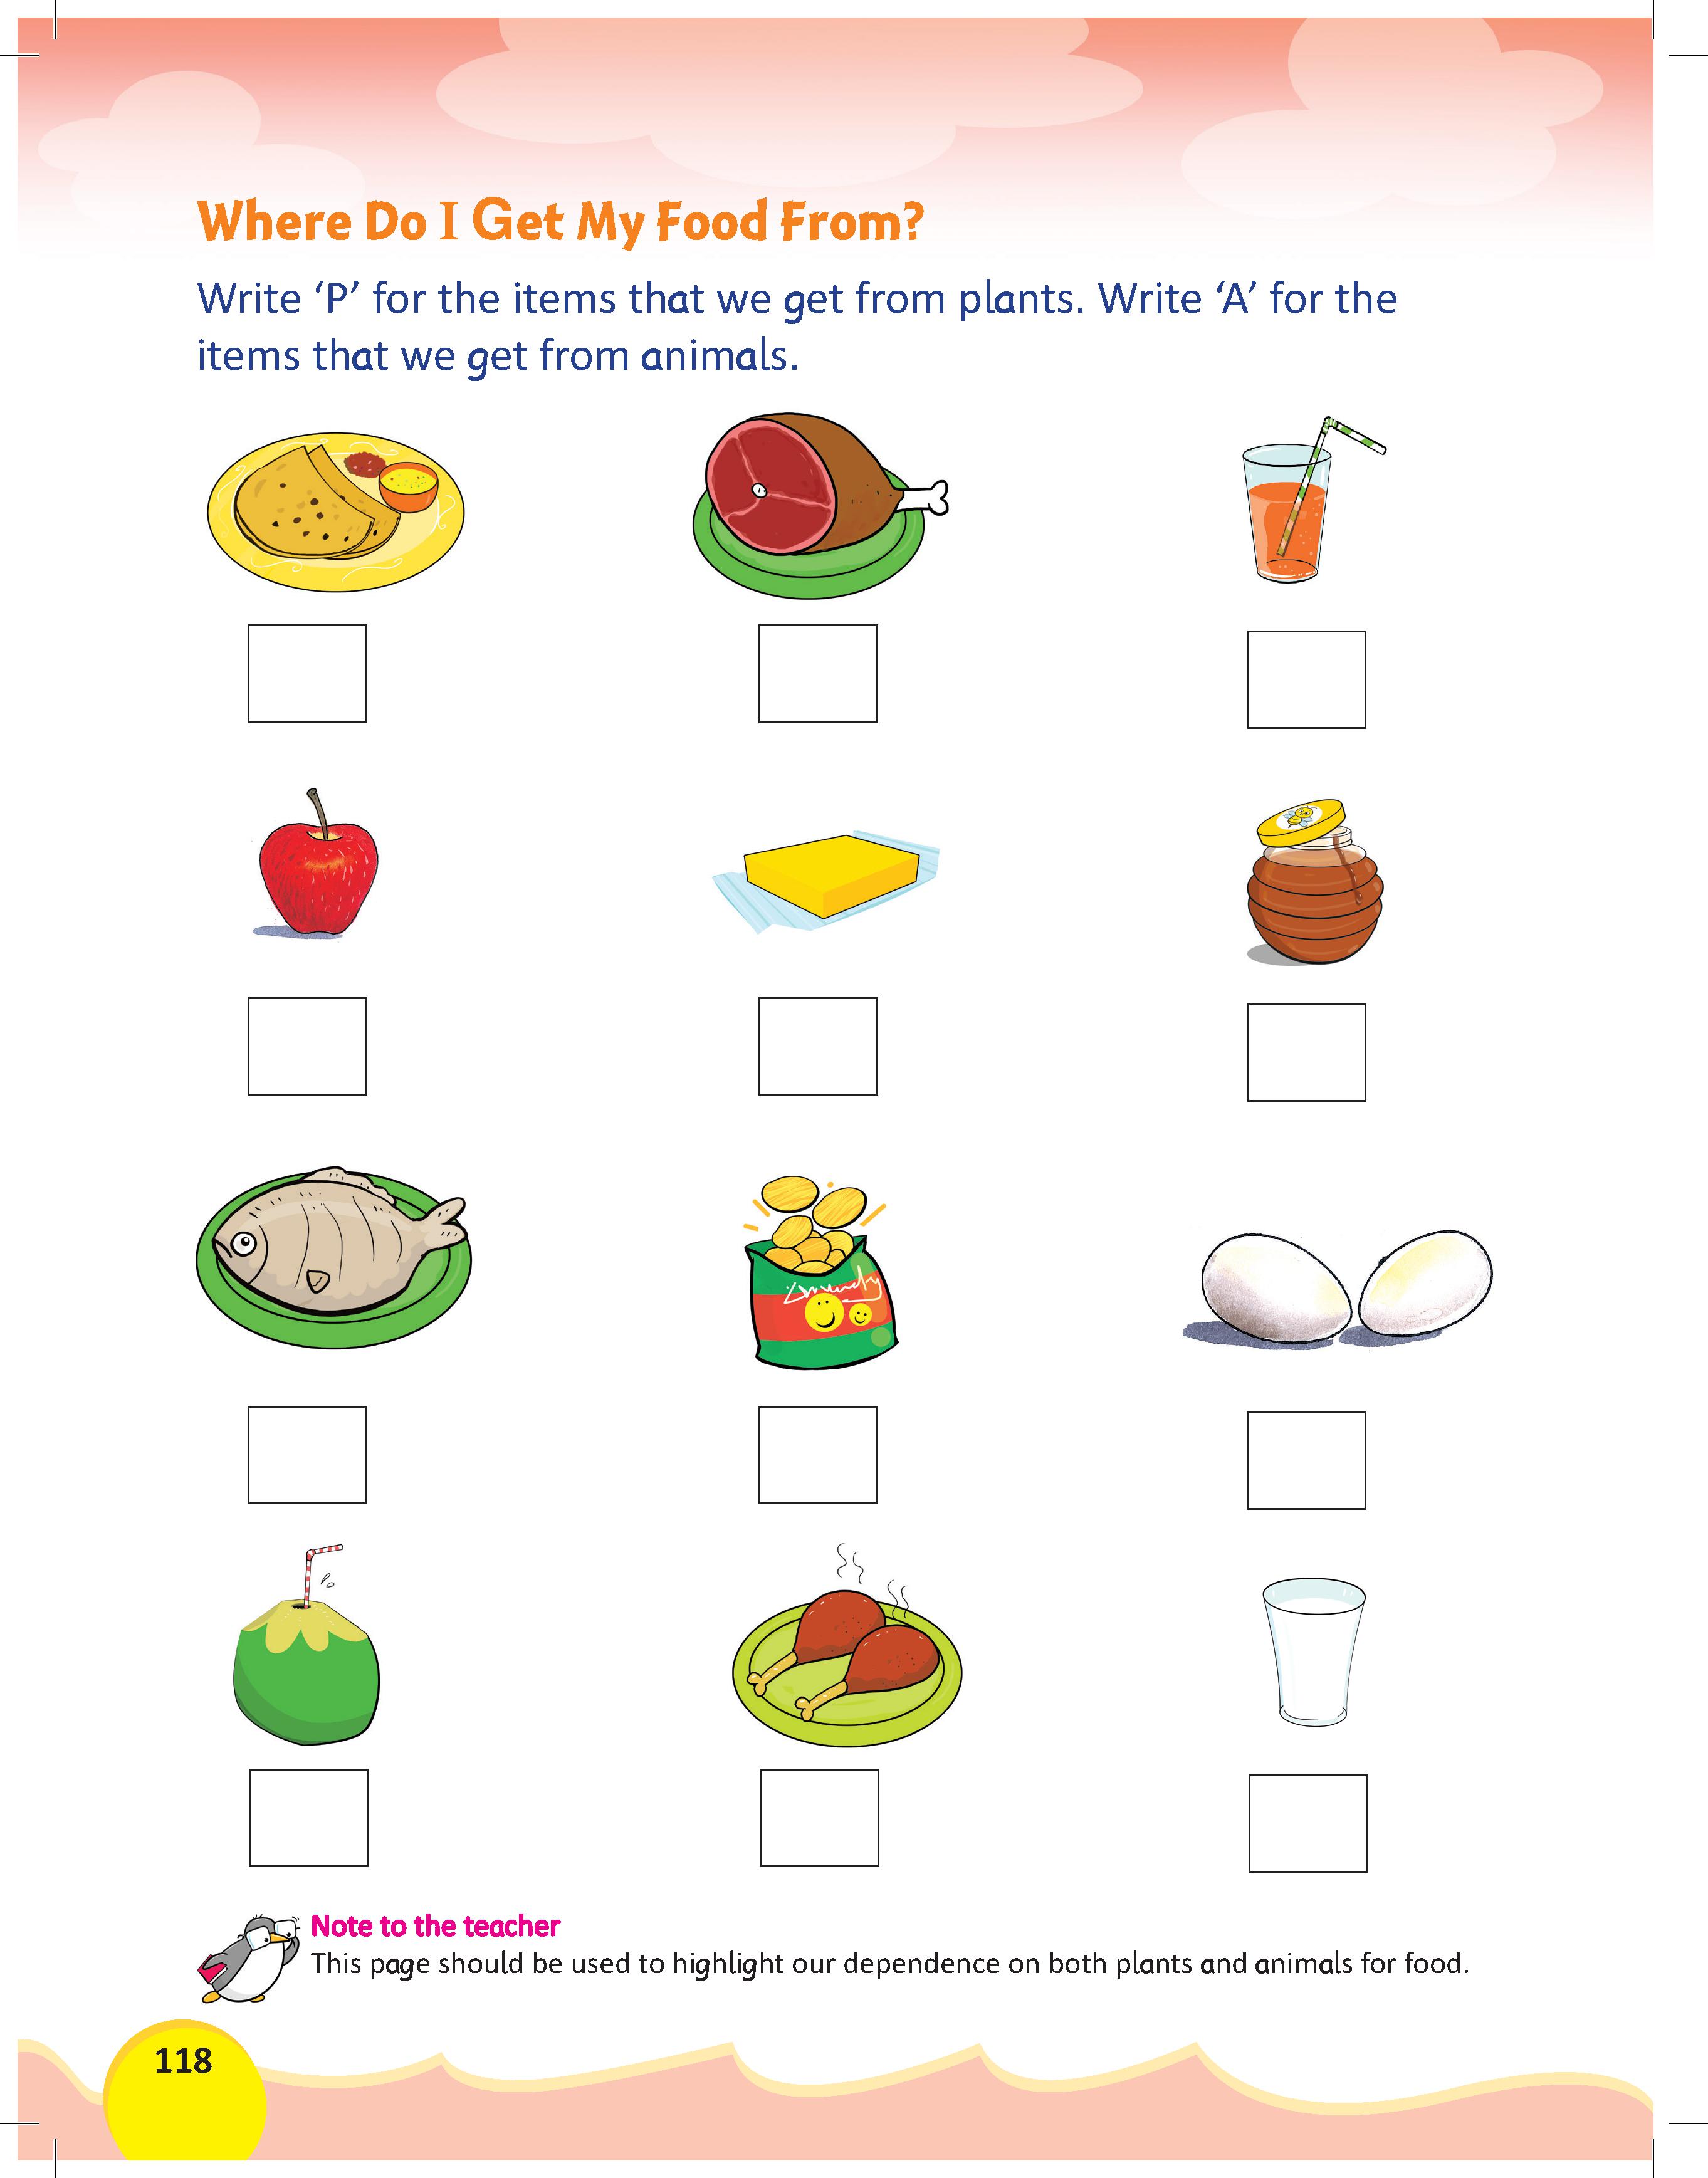 Where Do I Get My Food From?
Write ‘P’ for the items that we get from plants. Write ‘A’ for the
items that we get from animals.
Note to the teacher
This page should be used to highlight our dependence on both plants and animals for food.
118